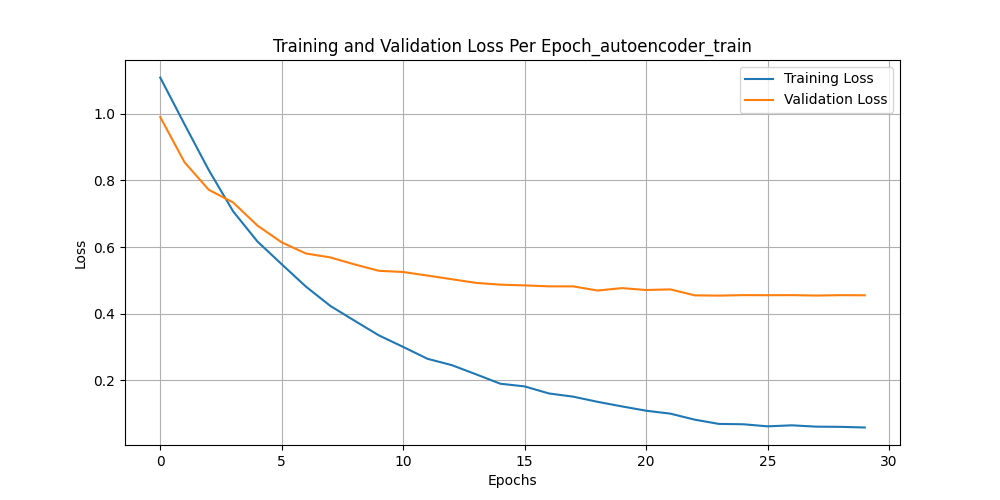 Training and Validation Loss Per Epoch_autoencoder_train
Training Loss
Validation Loss
Loss
1.0
0.8
0.6
0.4
0.2
0 5 10 15 20 25 30
Epochs